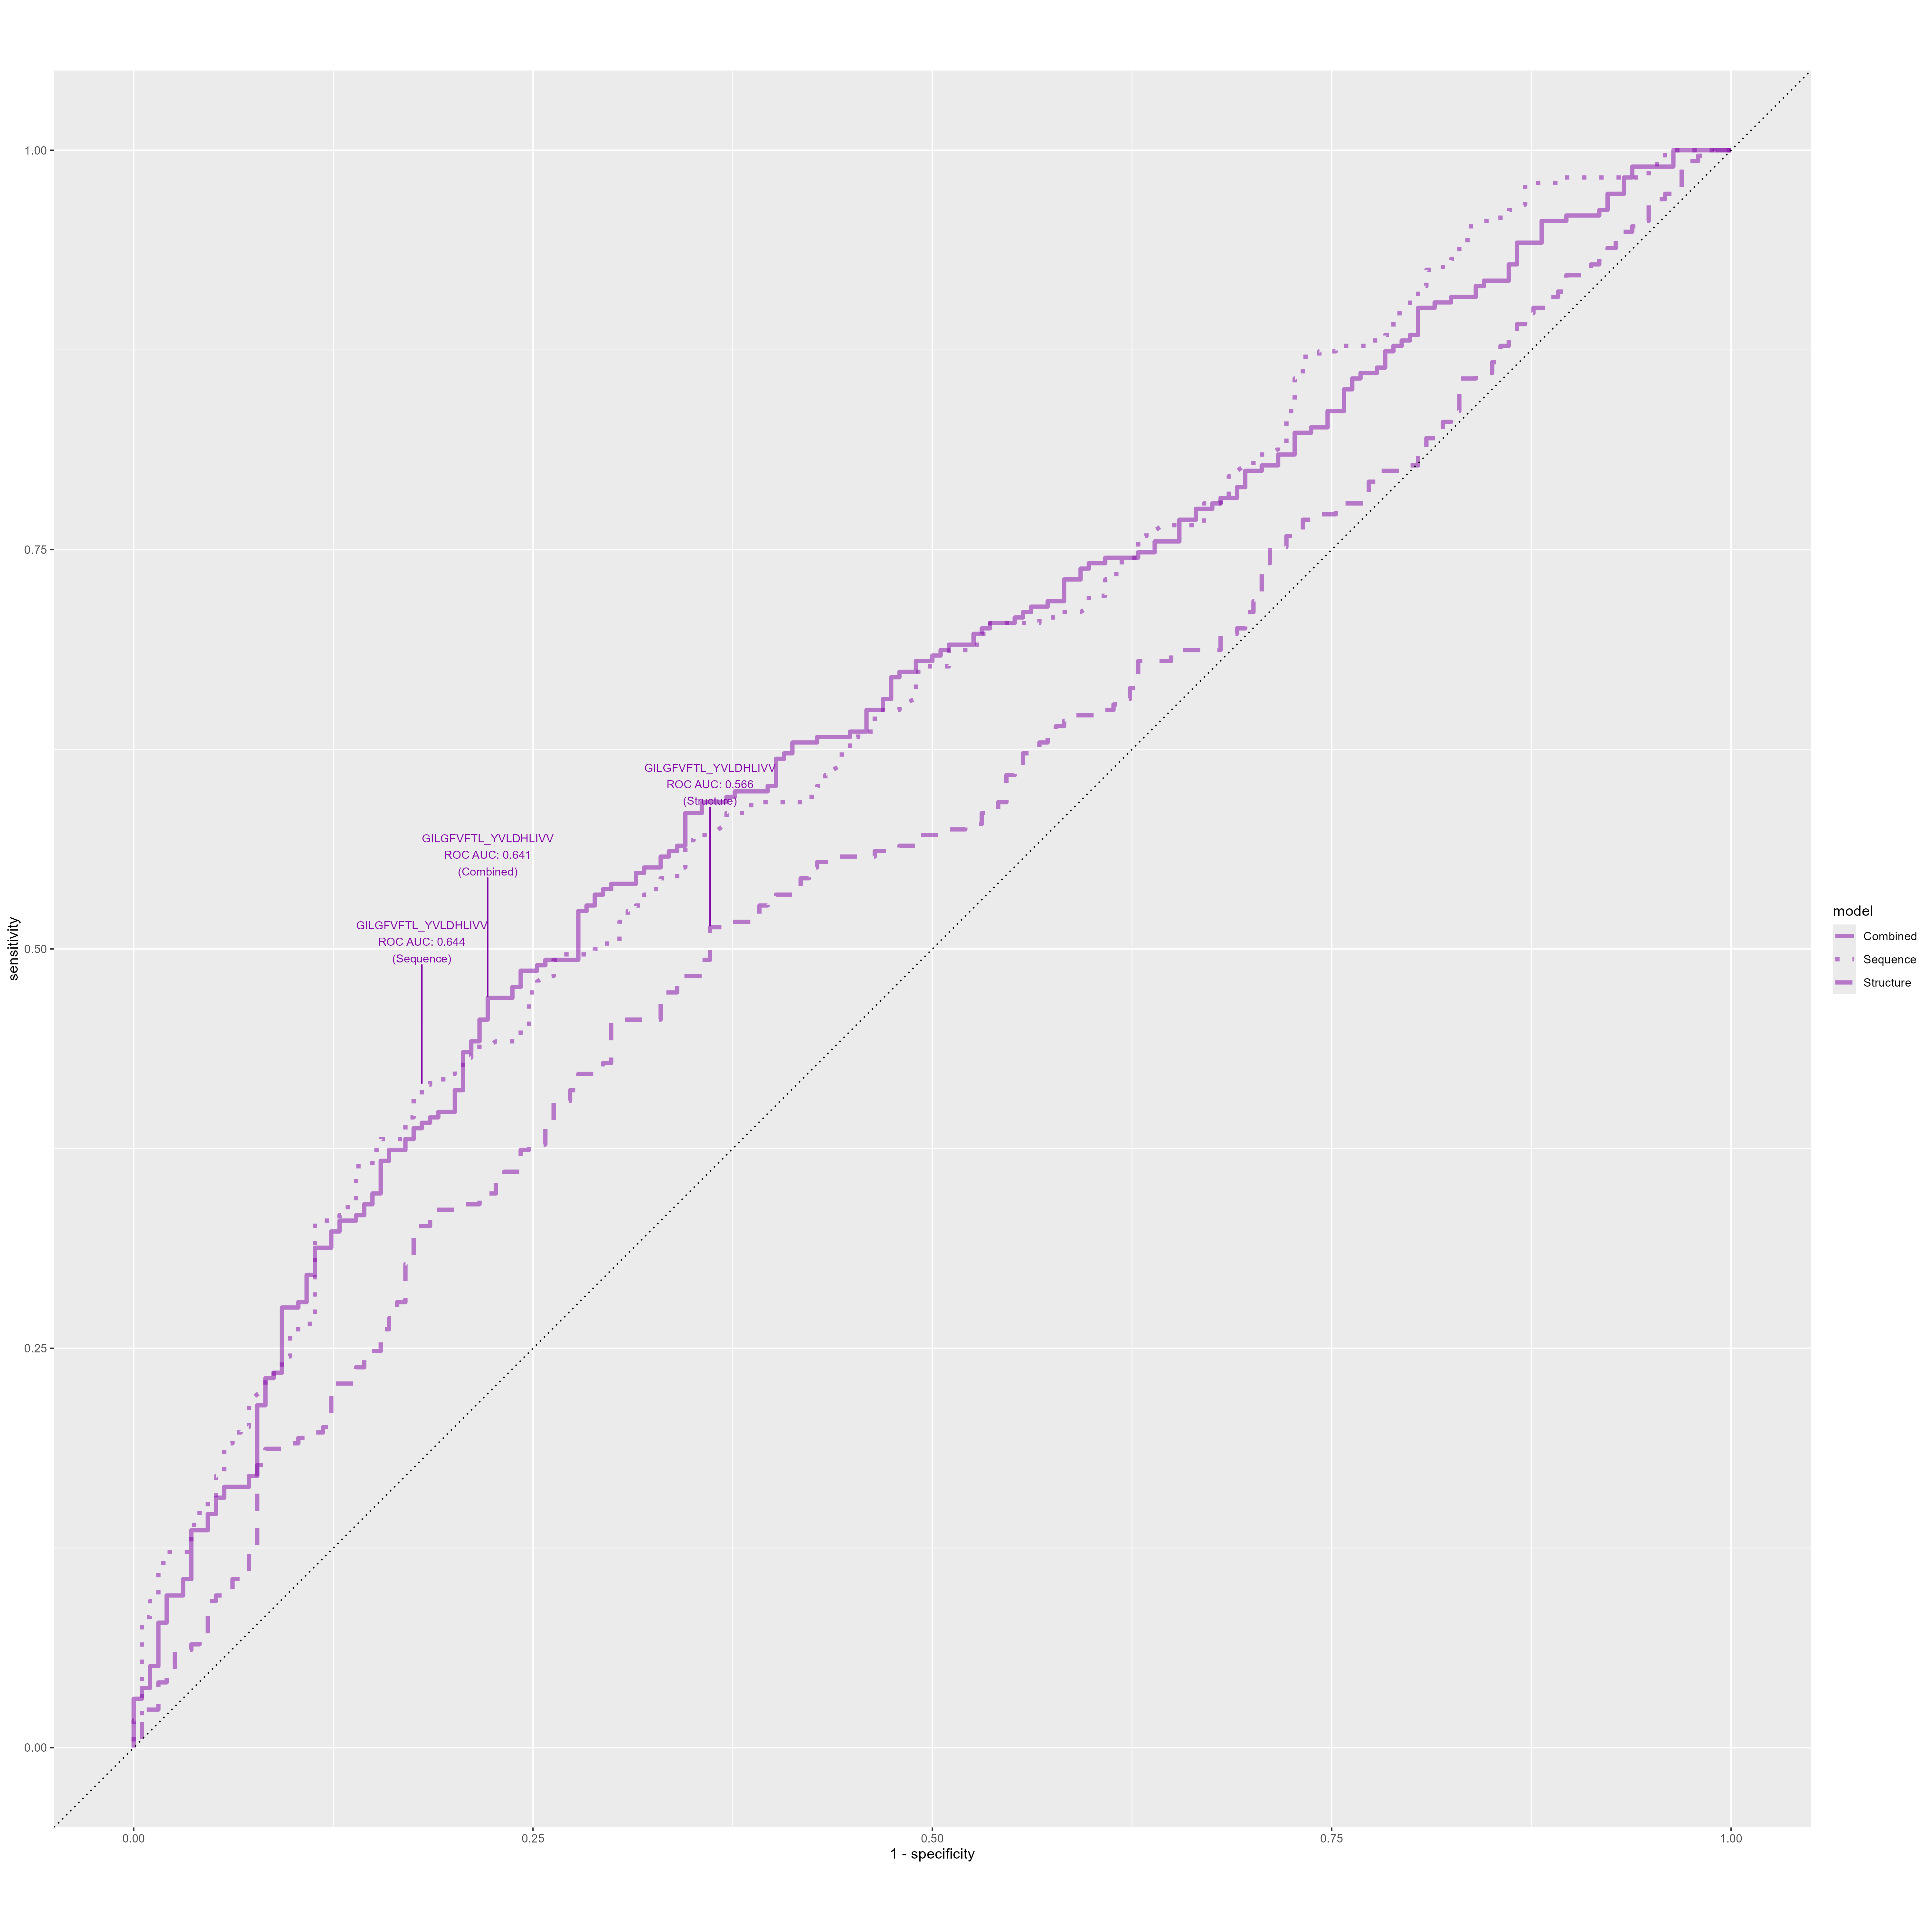 1.00
0.75
0.50
0.25
0.00
sensitivity
GILGFVFTL_YVLDHLIVV
ROC AUC: 0.566
(Structure)
GILGFVFTL_YVLDHLIVV
ROC AUC: 0.641
(Combined)
GILGFVFTL_YVLDHLIVV
ROC AUC: 0.644
(Sequence)
model
Combined
Sequence
Structure
0.00
0.25
0.50
0.75
1.00
1 - specificity